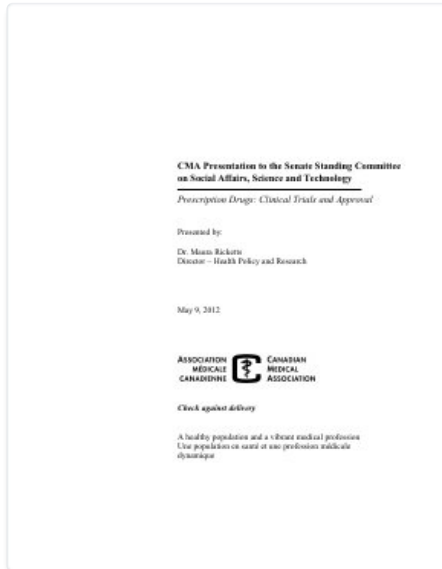 CMA Presentation to the Senate Standing Committee
on Social Affairs, Science and Technology
Prescription Drugs: Clinical Trials and Approval
Presented by:
Dr. Maura Ricketts
Director – Health Policy and Research
May 9, 2012
ASSOCIATION
MÉDICALE
CANADIENNE
CANADIAN
MEDICAL
ASSOCIATION
Check against delivery
A healthy population and a vibrant medical profession
Une population en santé et une profession médicale
dynamique